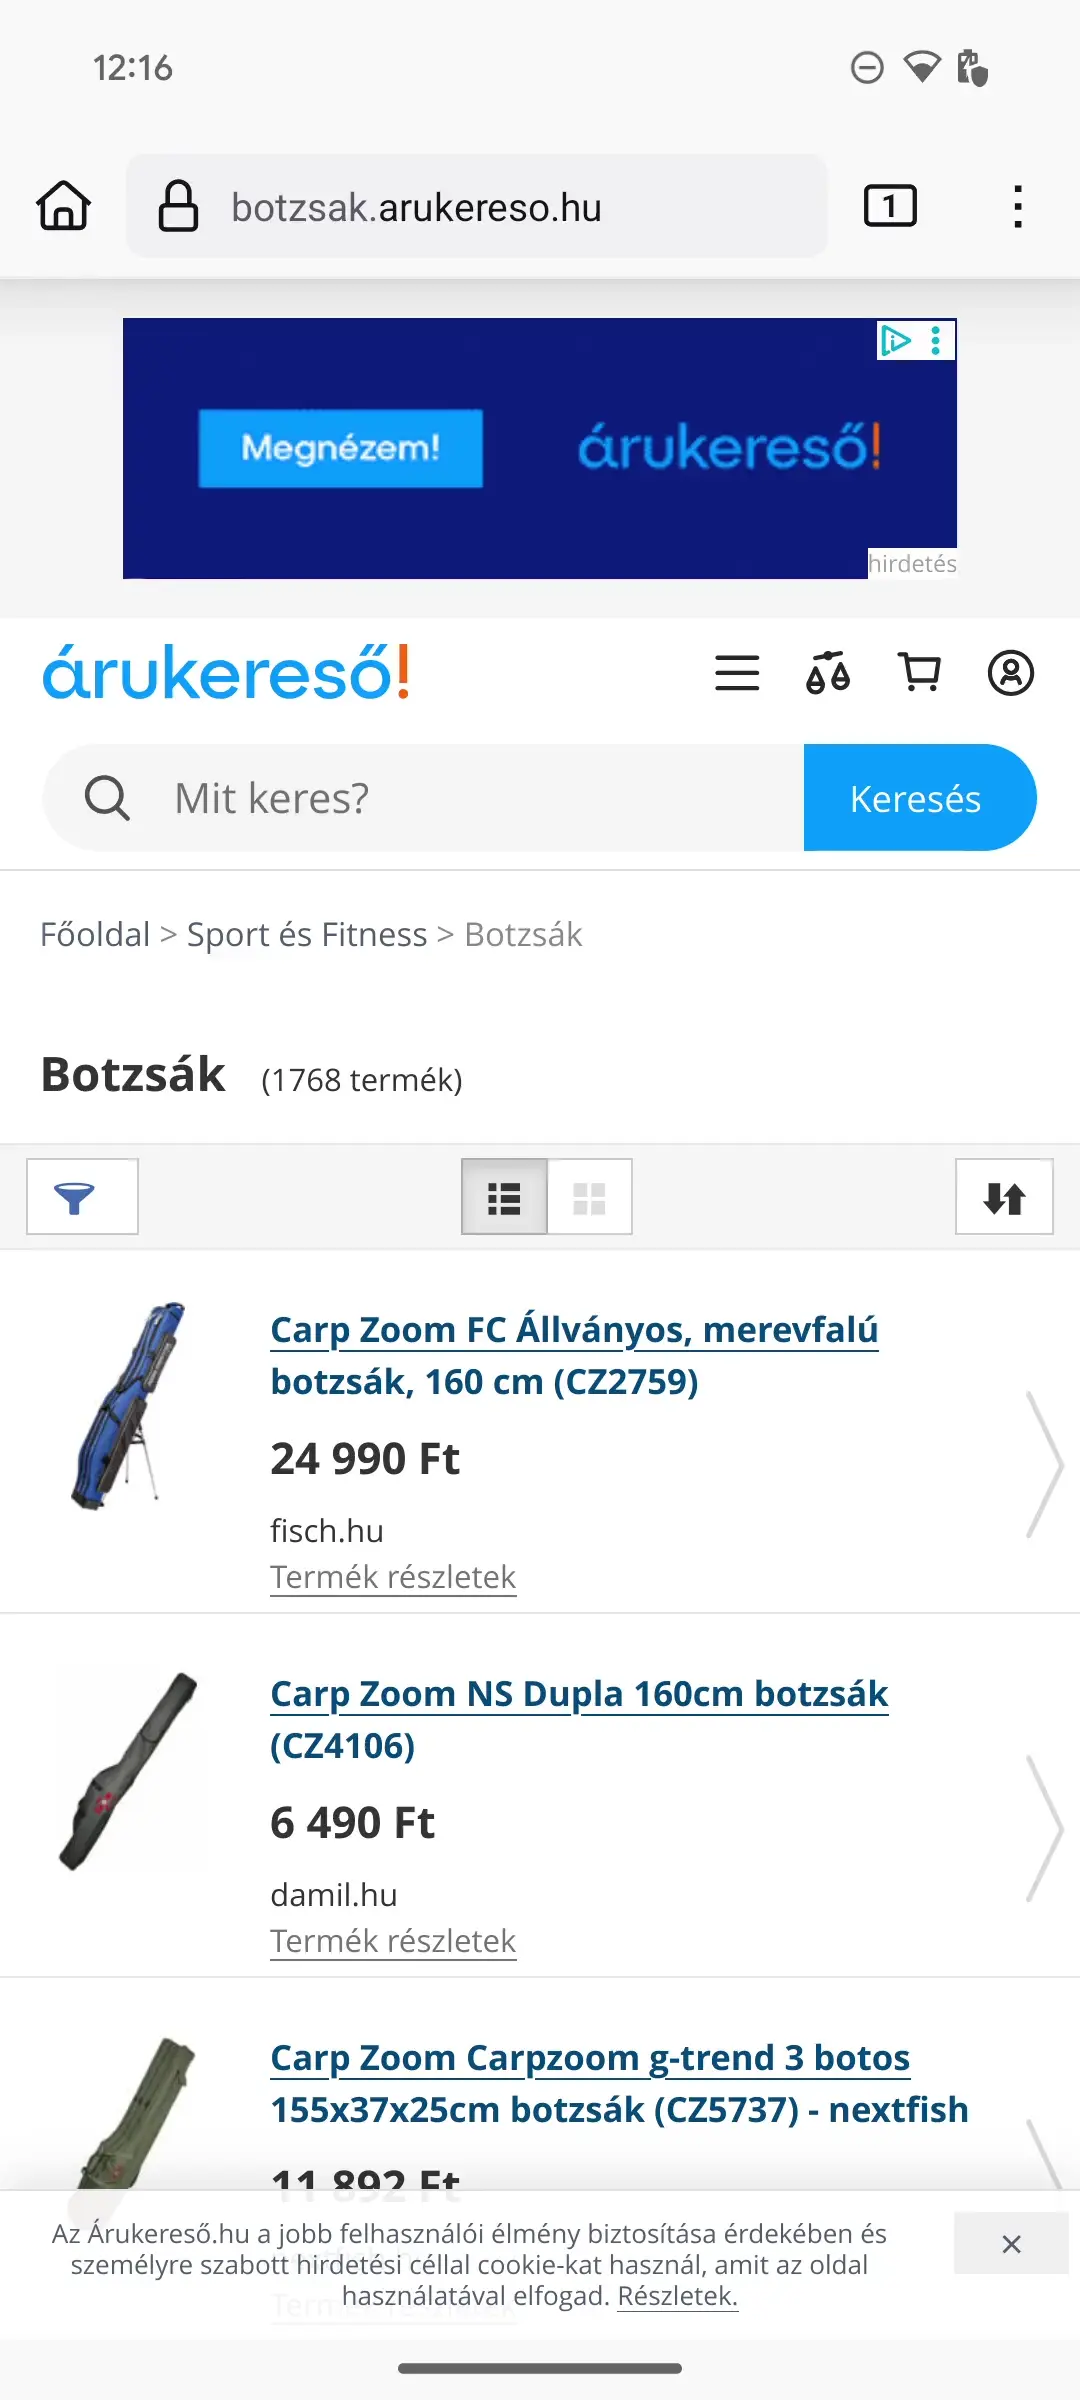 12:16
botzsak.arukereso.hu
1
Megnézem!
árukereső!
hirdetés
árukereső!
Mit keres?
Keresés
Főoldal > Sport és Fitness > Botzsák
Botzsák (1768 termék)
Carp Zoom FC Állványos, merevfalú
botzsák, 160 cm (CZ2759)
24 990 Ft
fisch.hu
Termék részletek
Carp Zoom NS Dupla 160cm botzsák
(CZ4106)
6 490 Ft
damil.hu
Termék részletek
Carp Zoom Carpzoom g-trend 3 botos
155x37x25cm botzsák (CZ5737) - nextfish
11 892 Ft
Az Árukereső.hu a jobb felhasználói élmény biztosítása érdekében és
személyre szabott hirdetési céllal cookie-kat használ, amit az oldal
használatával elfogad. Részletek.